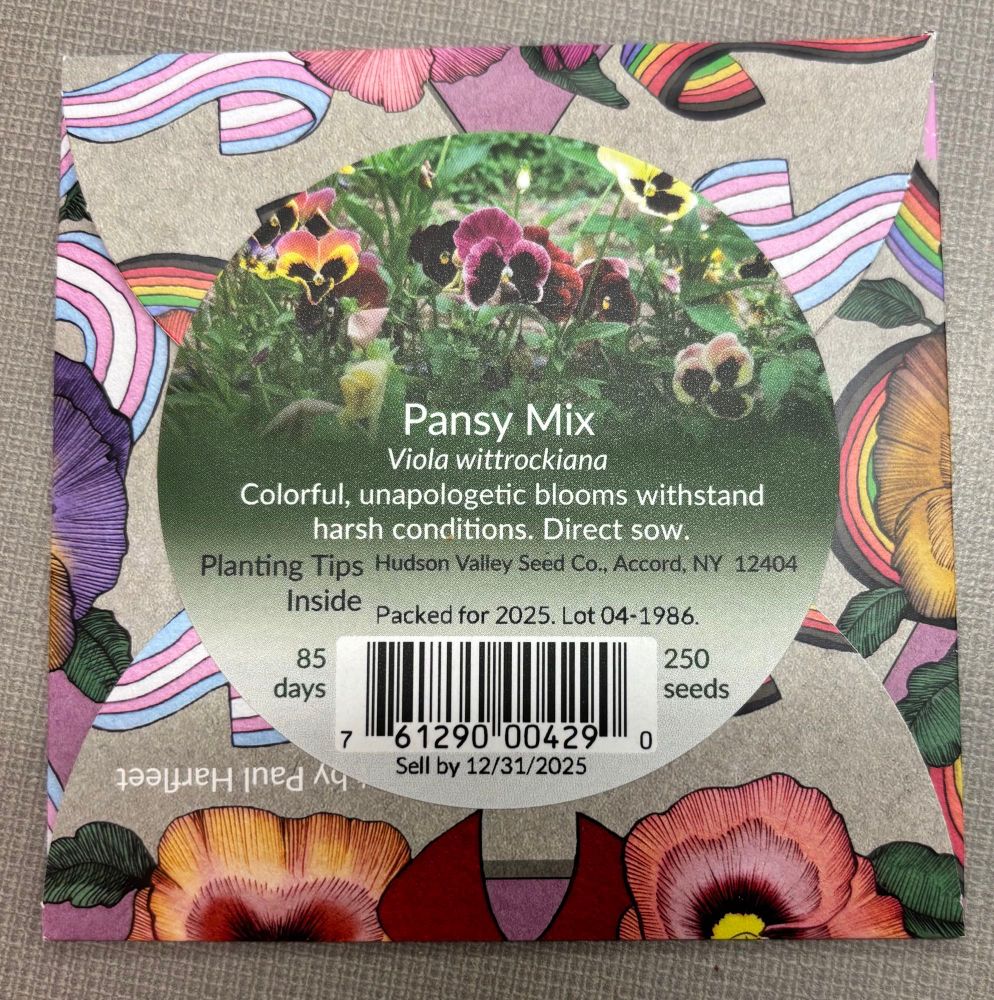 Pansy Mix
Viola wittrockiana
Colorful, unapologetic blooms withstand
harsh conditions. Direct sow.
Planting Tips
Inside
Hudson Valley Seed Co., Accord, NY 12404
Packed for 2025. Lot 04-1986.
85
days
250
seeds
7 61290 00429 0
Sell by 12/31/2025
by Paul Harfleet